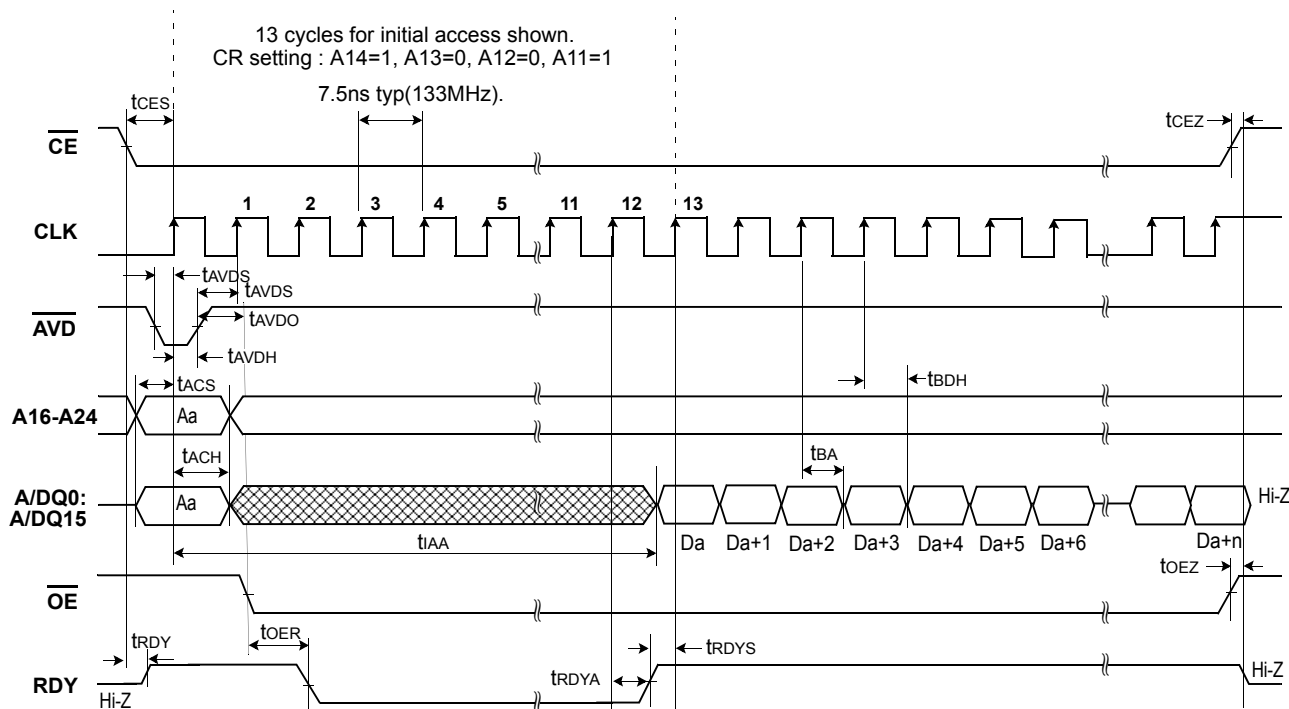 13 cycles for initial access shown.
CR setting : A14=1, A13=0, A12=0, A11=1
7.5ns typ(133MHz).
tCES
tCEZ
CE
1 2 3 4 5 11 12 13
CLK
tAVDS
tAVDS
AVD
tAVDO
tAVDH
tACS
tBDH
A16-A24
Aa
tACH
tBA
A/DQ0:
A/DQ15
Aa
Hi-Z
tIAA
Da Da+1 Da+2 Da+3 Da+4 Da+5 Da+6 Da+n
tOEZ
OE
tOER
tRDY
tRDYS
tRDYA
RDY
Hi-Z
Hi-Z